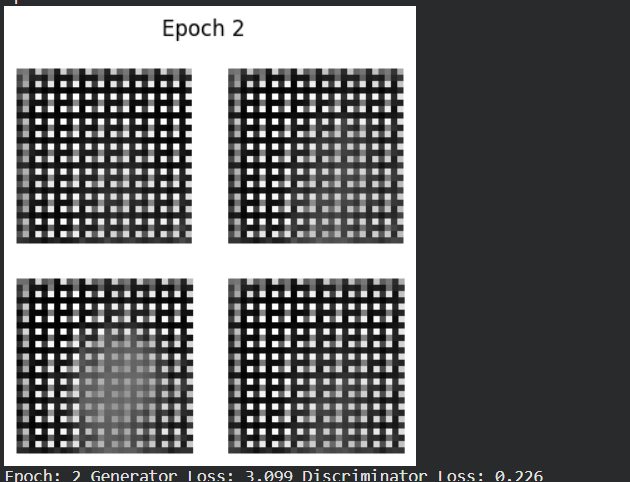 Epoch 2
Epoch: 2 Generator Loss: 3.099 Discriminator Loss: 0.226